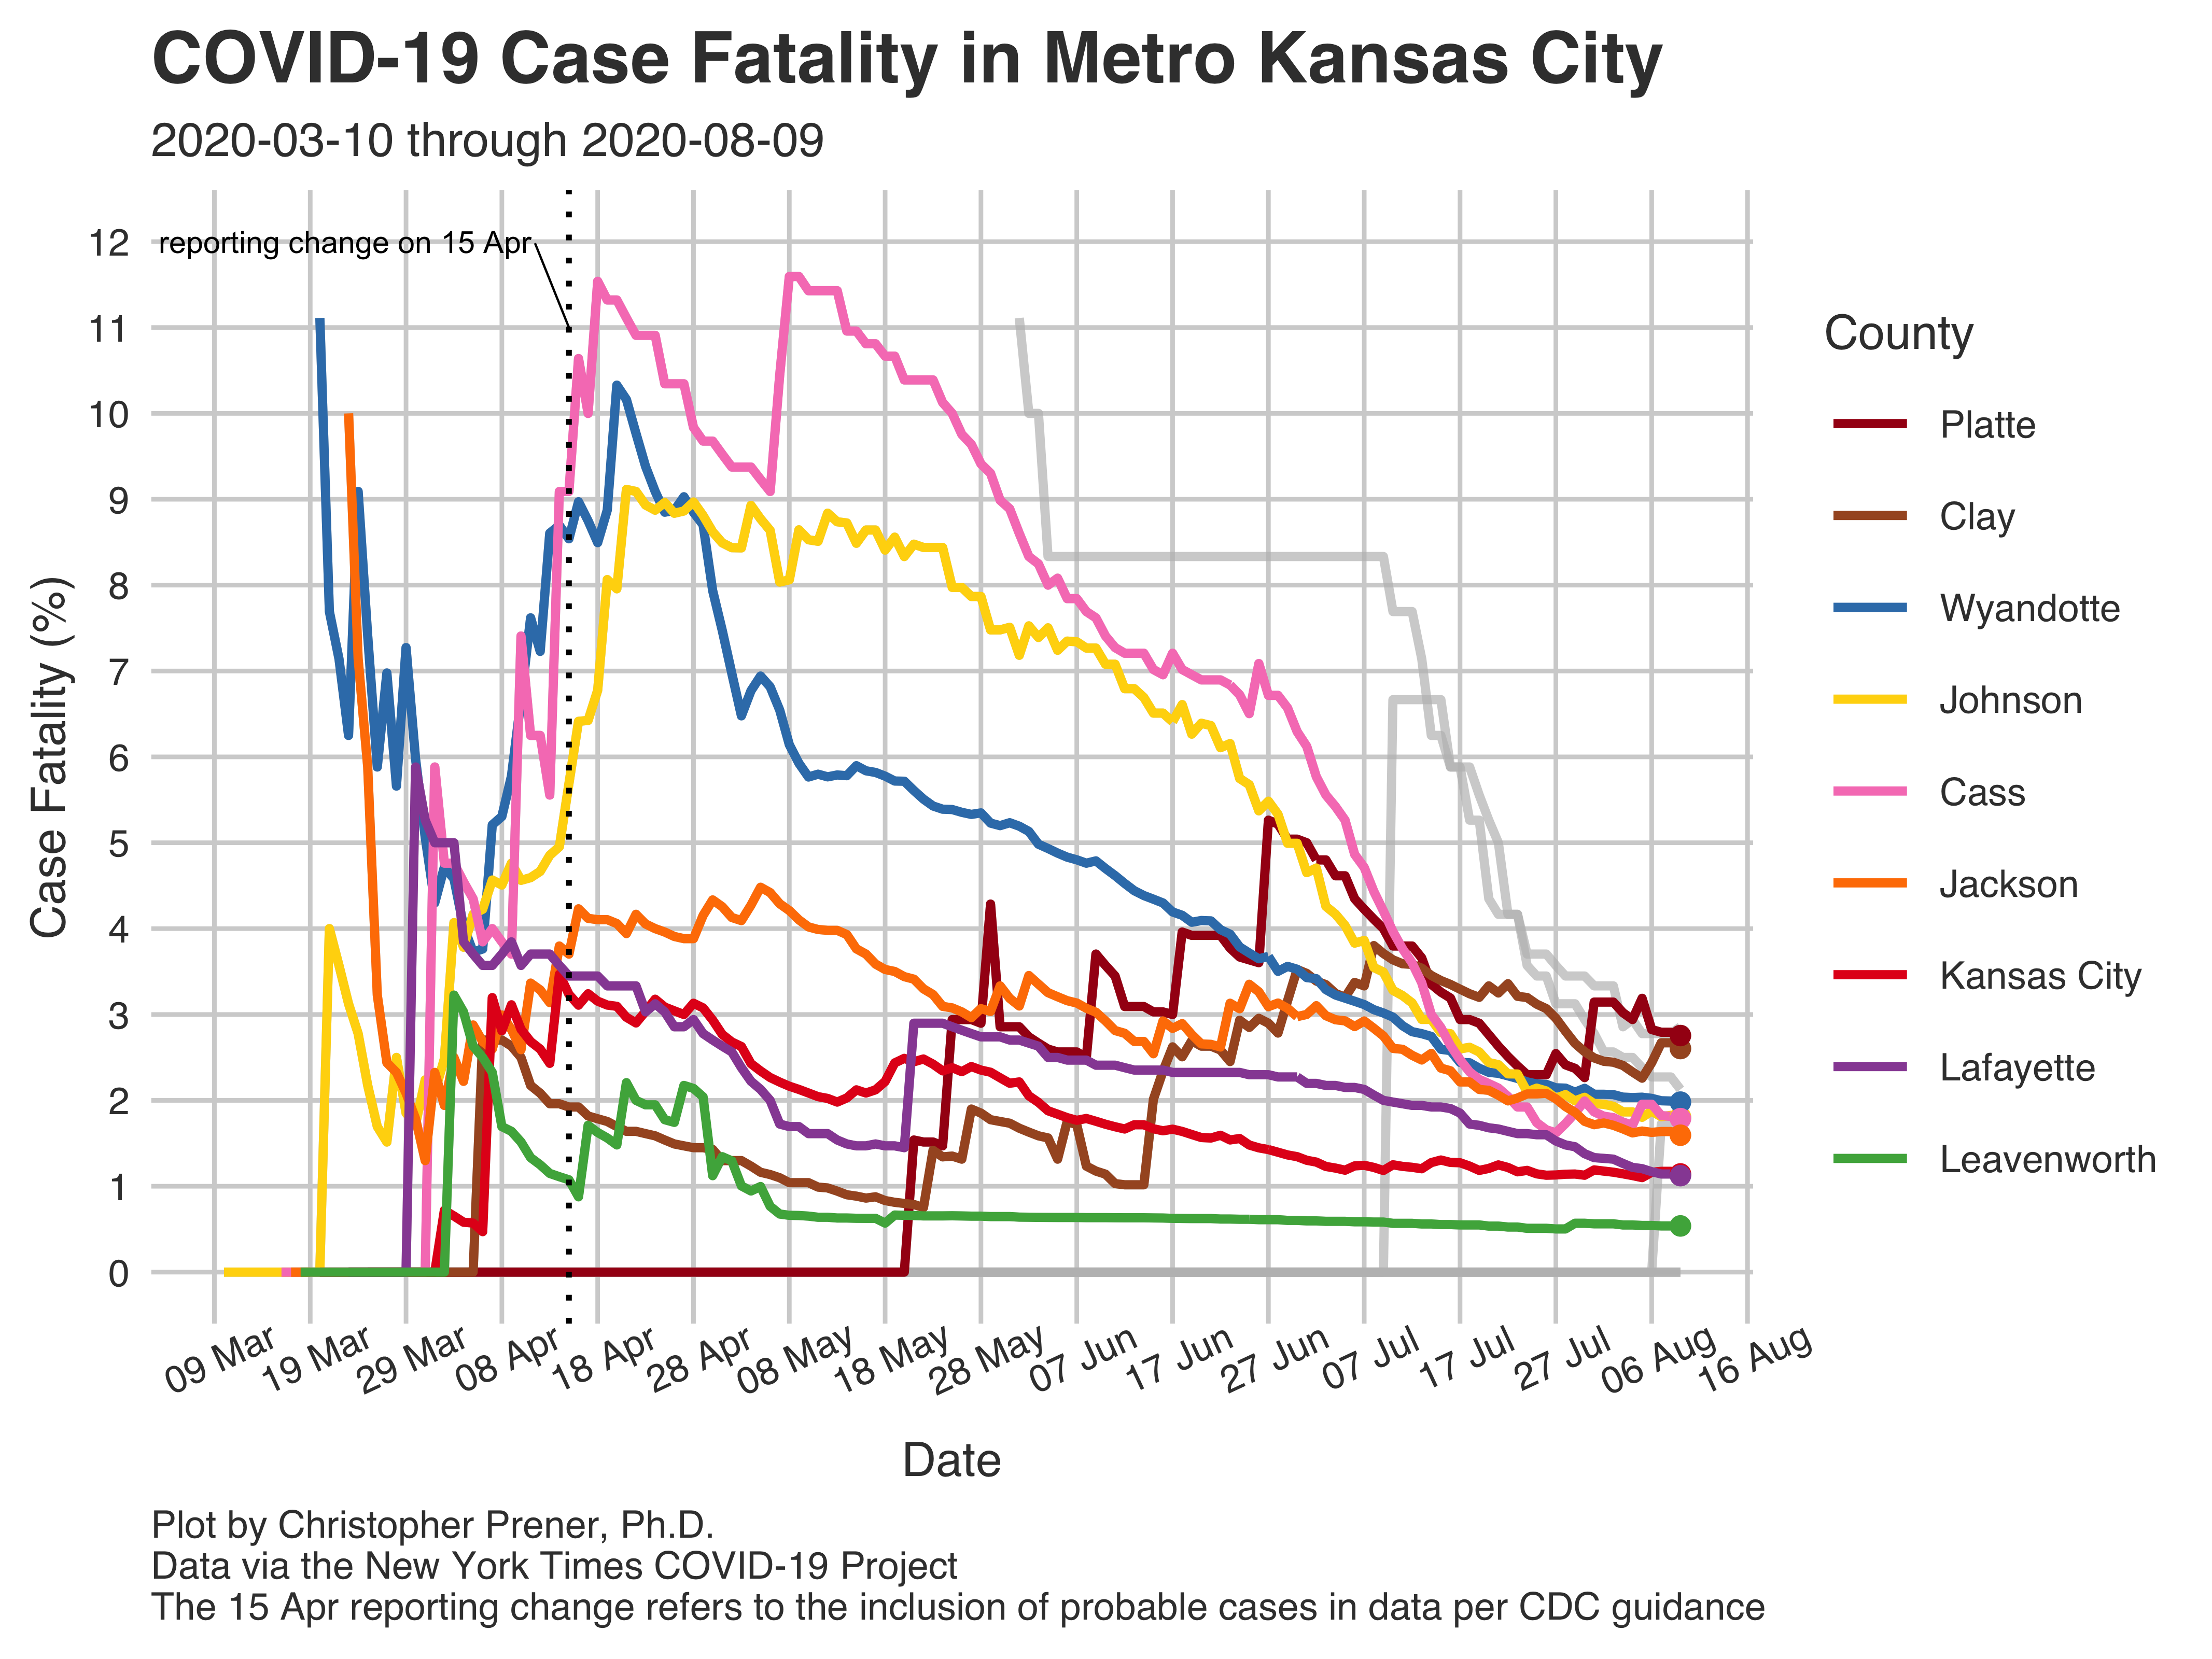 COVID-19 Case Fatality in Metro Kansas City
2020-03-10 through 2020-08-09
reporting change on 15 Apr
Case Fatality (%)
12
11
10
9
8
7
6
5
4
3
2
1
0
09 Mar
19 Mar
29 Mar
08 Apr
18 Apr
28 Apr
08 May
18 May
28 May
07 Jun
17 Jun
27 Jun
07 Jul
17 Jul
27 Jul
06 Aug
16 Aug
Date
County
Platte
Clay
Wyandotte
Johnson
Cass
Jackson
Kansas City
Lafayette
Leavenworth
Plot by Christopher Prener, Ph.D.
Data via the New York Times COVID-19 Project
The 15 Apr reporting change refers to the inclusion of probable cases in data per CDC guidance